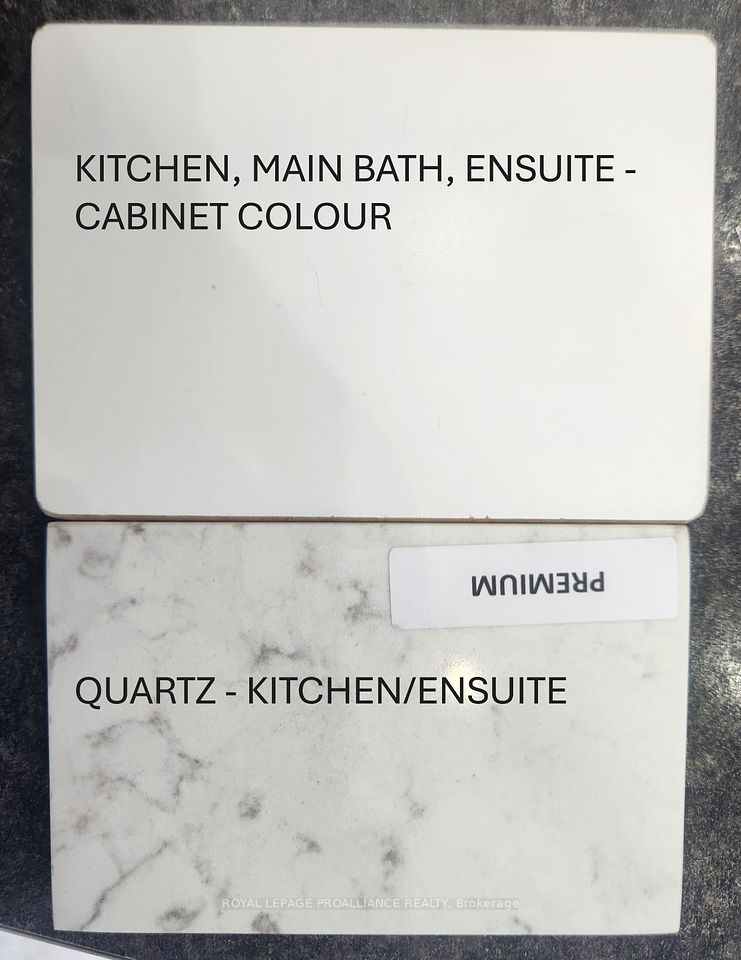 KITCHEN, MAIN BATH, ENSUITE -
CABINET COLOUR
PREMIUM
QUARTZ - KITCHEN/ENSUITE
ROYAL LEPAGE PROALLIANCE REALTY, Brokerage